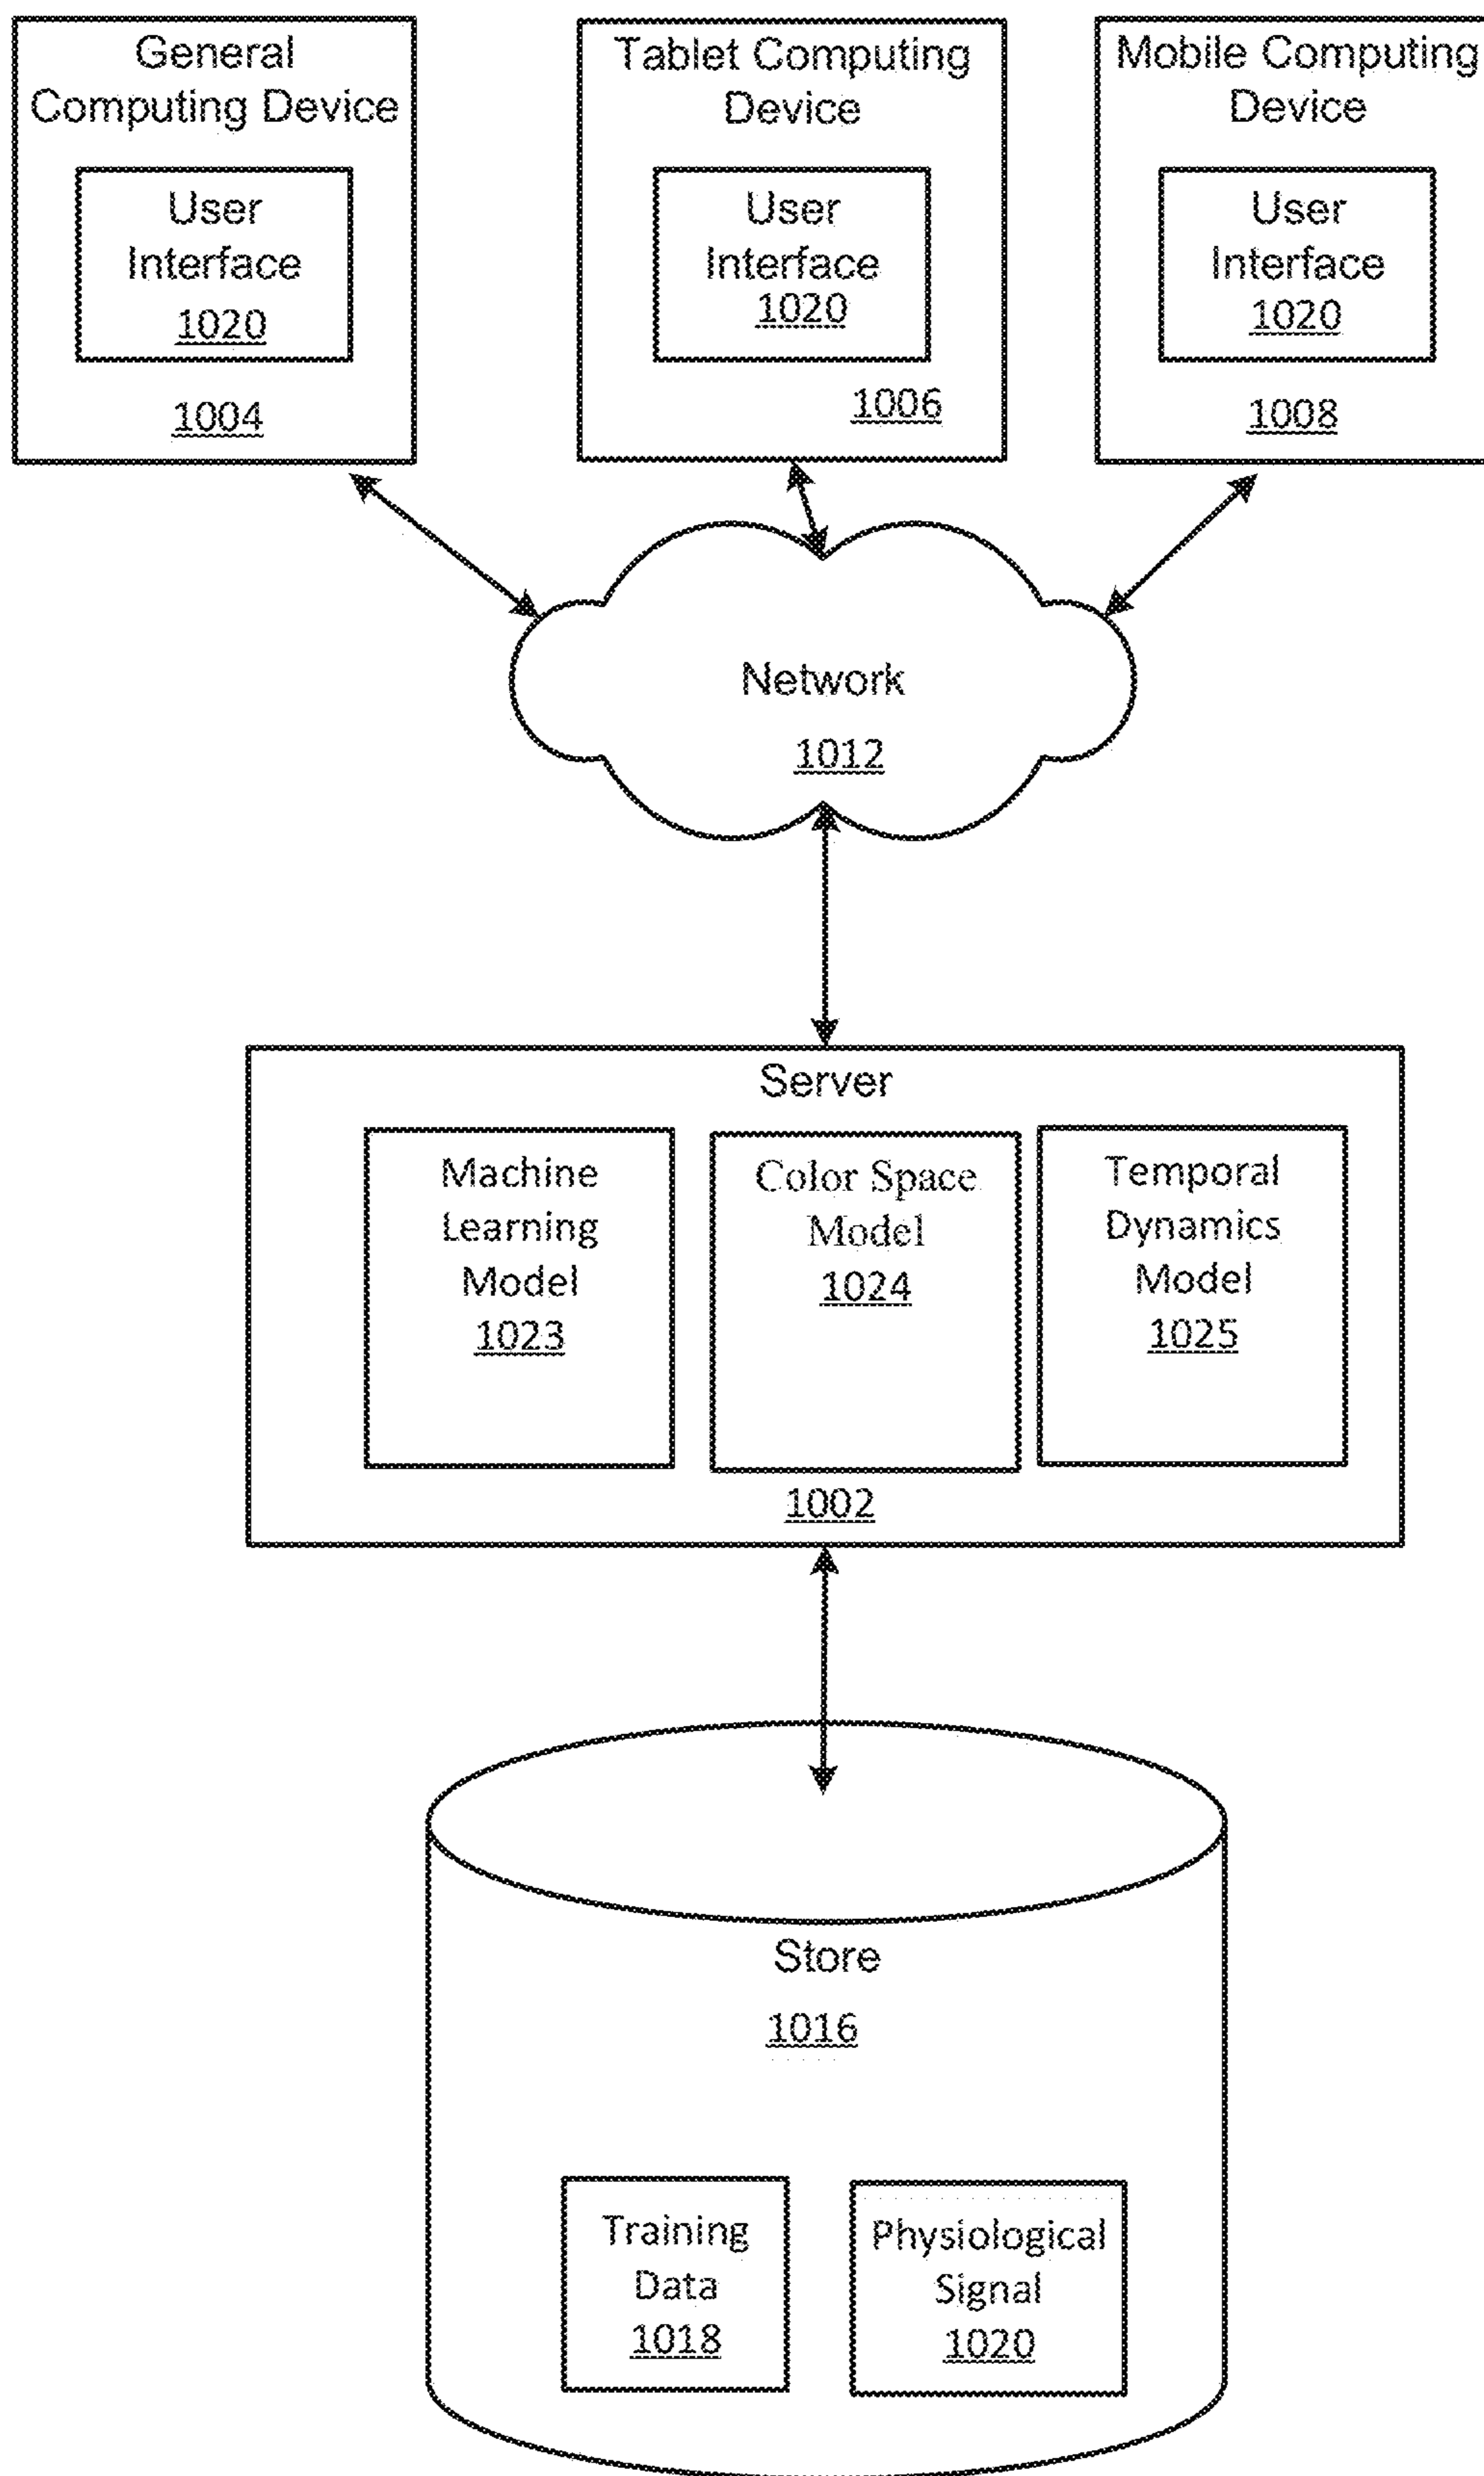 General
Computing Device
User
Interface
1020
1004
Tablet Computing
Device
User
Interface
1020
1006
Mobile Computing
Device
User
Interface
1020
1008
Network
1012
Server
Machine
Learning
Model
1023
Color Space
Model
1024
Temporal
Dynamics
Model
1025
1002
Store
1016
Training
Data
1018
Physiological
Signal
1020